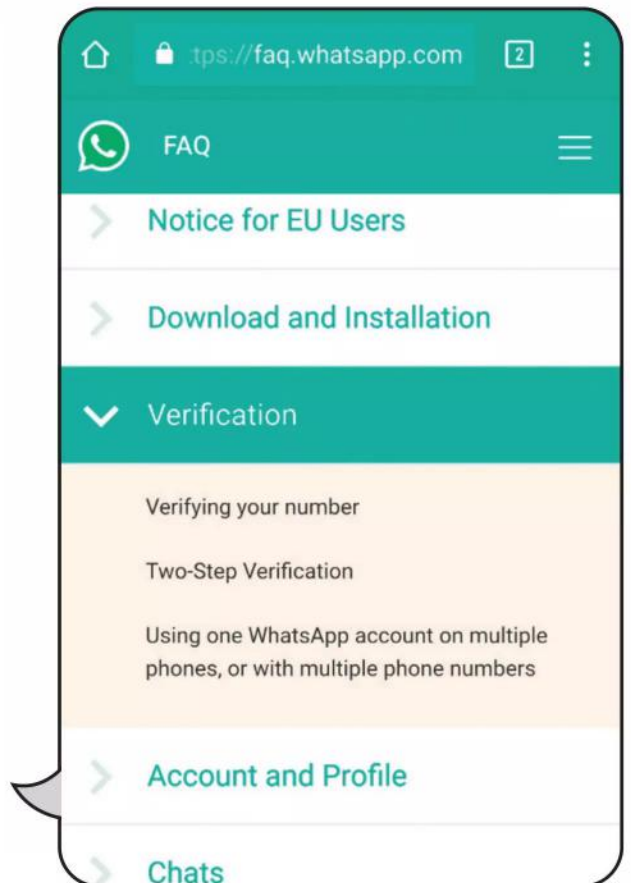 tps://faq.whatsapp.com 2
FAQ
Notice for EU Users
Download and Installation
Verification
Verifying your number
Two-Step Verification
Using one WhatsApp account on multiple
phones, or with multiple phone numbers
Account and Profile
Chats